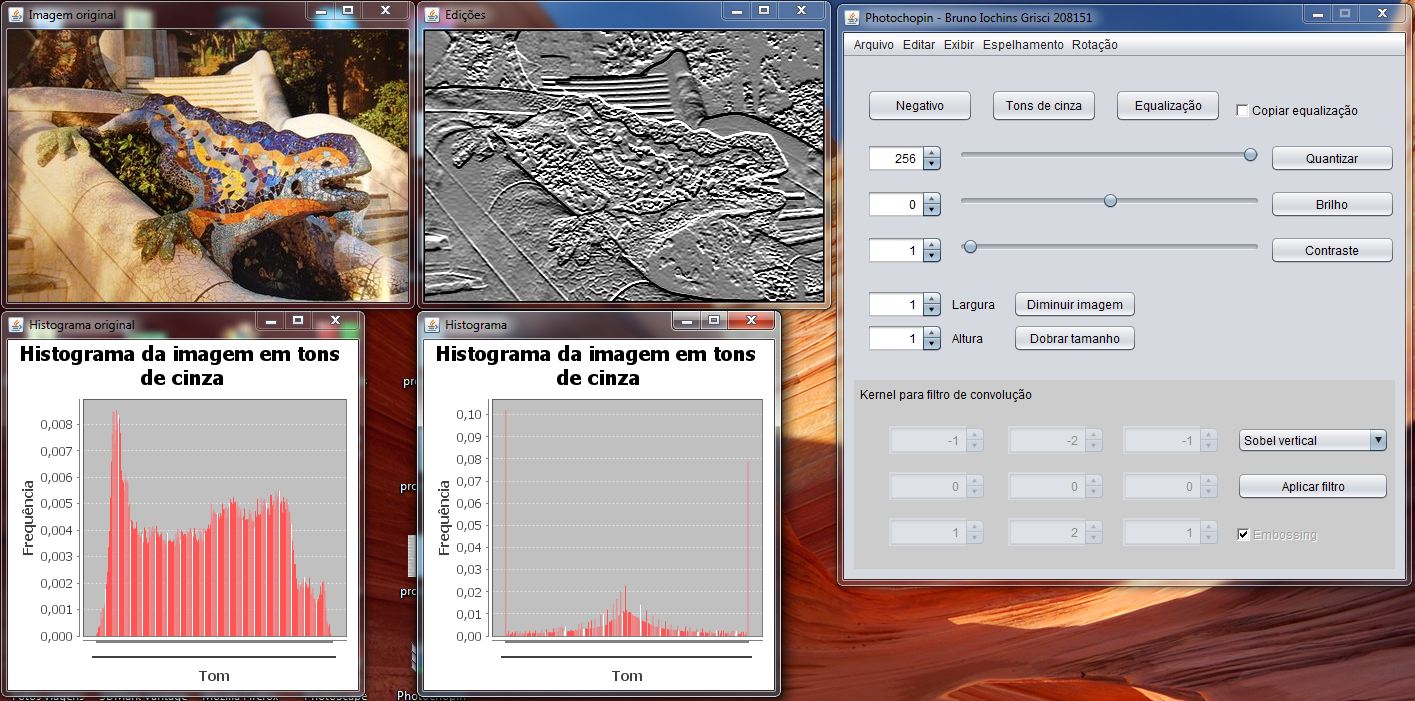 Imagem original
Edições
Photochopin - Bruno Iochins Grisci 208151
Arquivo Editar Exibir Espelhamento Rotação
Negativo
Tons de cinza
Equalização
Copiar equalização
256
Quantizar
0
Brilho
1
Contraste
1
Largura
Diminuir imagem
1
Altura
Dobrar tamanho
Kernel para filtro de convolução
-1
-2
-1
Sobel vertical
0
0
0
Aplicar filtro
1
2
1
Embossing
Histograma original
Histograma da imagem em tons
de cinza
Frequência
0,008
0,007
0,006
0,005
0,004
0,003
0,002
0,001
0,000
Tom
Histograma
Histograma da imagem em tons
de cinza
Frequência
0,10
0,09
0,08
0,07
0,06
0,05
0,04
0,03
0,02
0,01
0,00
Tom
pro
pro
pro
Fotos viagens
3DMark Vantage
Mozilla Firefox
Photoscape
Photochopin